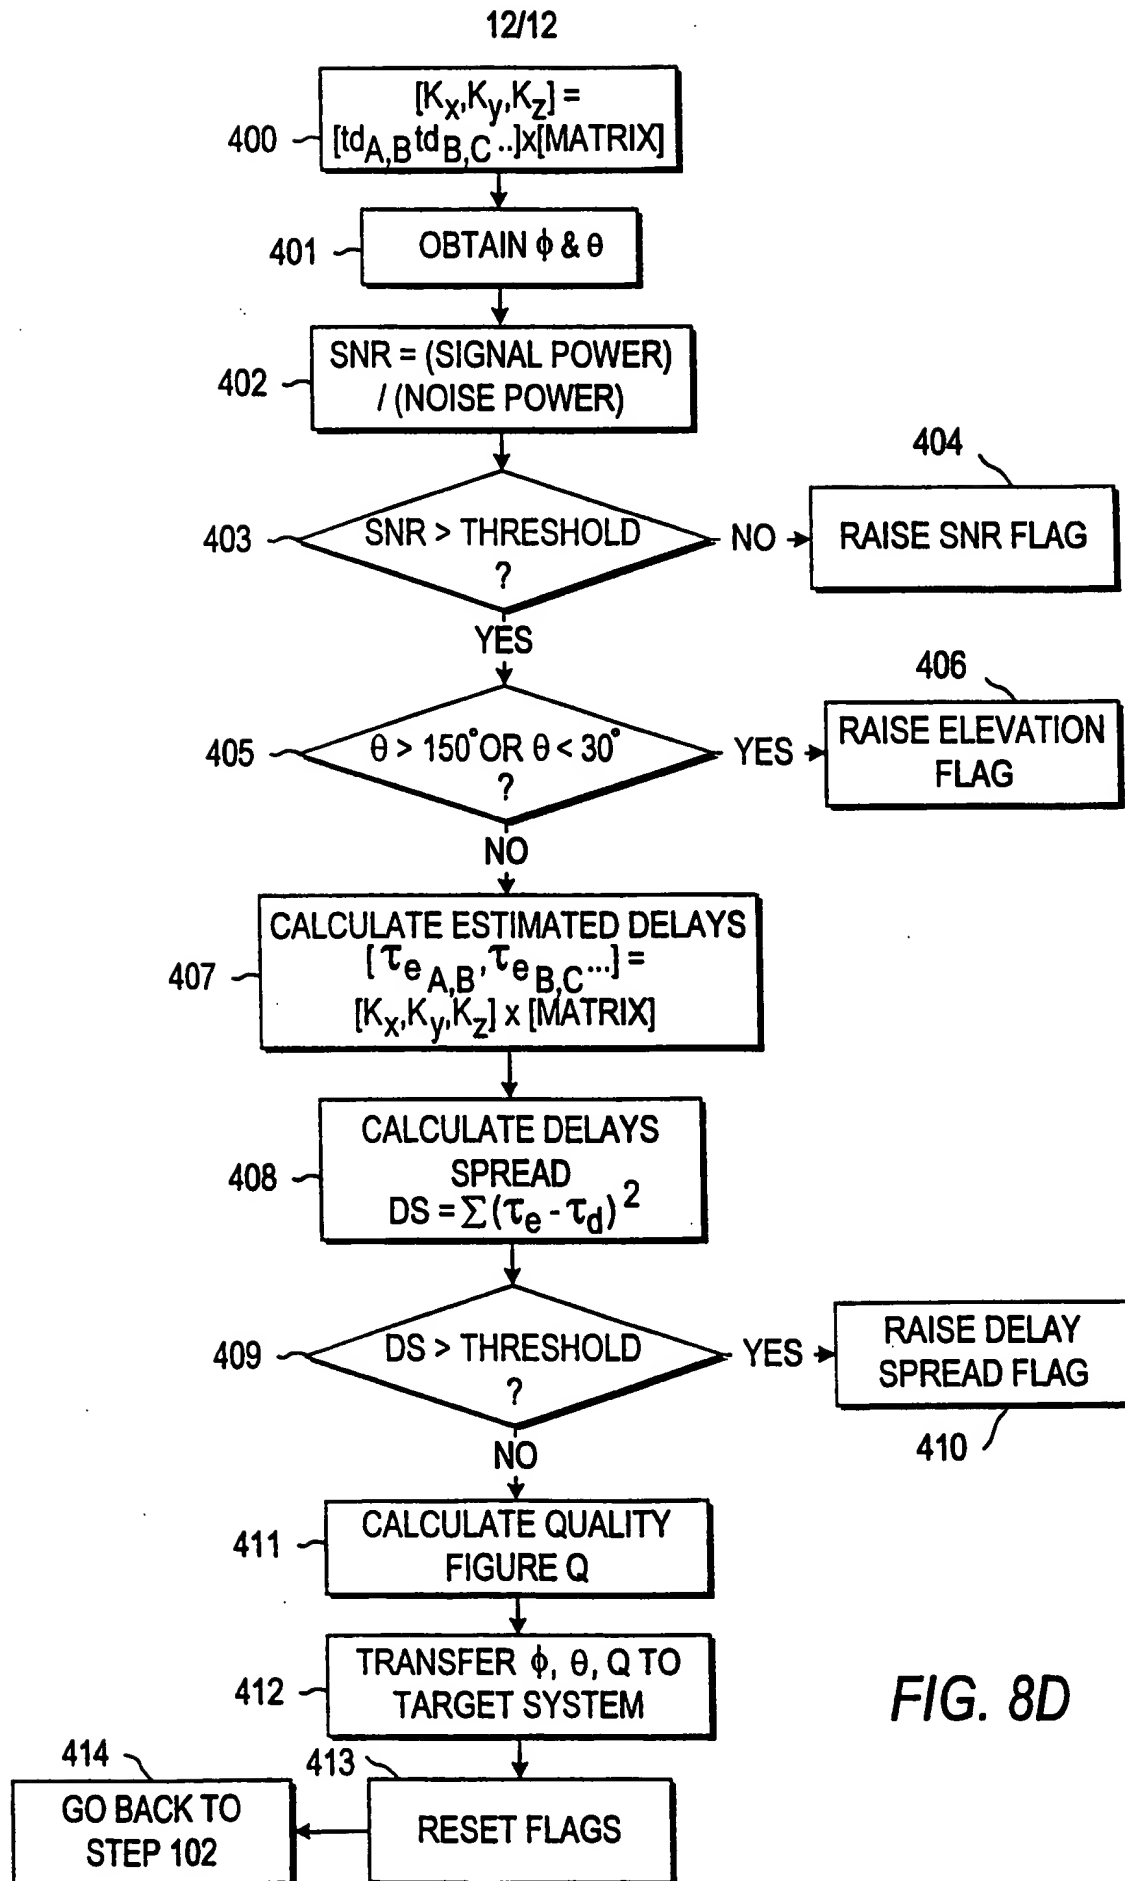 12/12
[Kx,Ky,Kz] =
[tdA,B tdB,C ..]x[MATRIX]
400
OBTAIN ϕ & θ
401
SNR = (SIGNAL POWER)
/ (NOISE POWER)
402
404
SNR > THRESHOLD
?
403
NO
RAISE SNR FLAG
YES
406
θ > 150° OR θ < 30°
?
405
YES
RAISE ELEVATION
FLAG
NO
CALCULATE ESTIMATED DELAYS
[τe A,B, τe B,C...] =
[Kx,Ky,Kz] x [MATRIX]
407
CALCULATE DELAYS
SPREAD
DS = Σ(τe - τd)²
408
DS > THRESHOLD
?
409
YES
RAISE DELAY
SPREAD FLAG
410
NO
CALCULATE QUALITY
FIGURE Q
411
TRANSFER ϕ, θ, Q TO
TARGET SYSTEM
412
FIG. 8D
414
413
GO BACK TO
STEP 102
RESET FLAGS